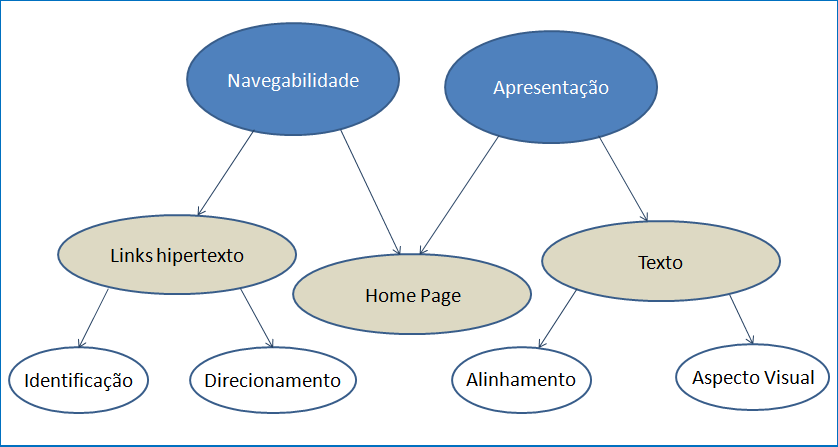 Navegabilidade
Apresentação
Links hipertexto
Home Page
Texto
Identificação
Direcionamento
Alinhamento
Aspecto Visual